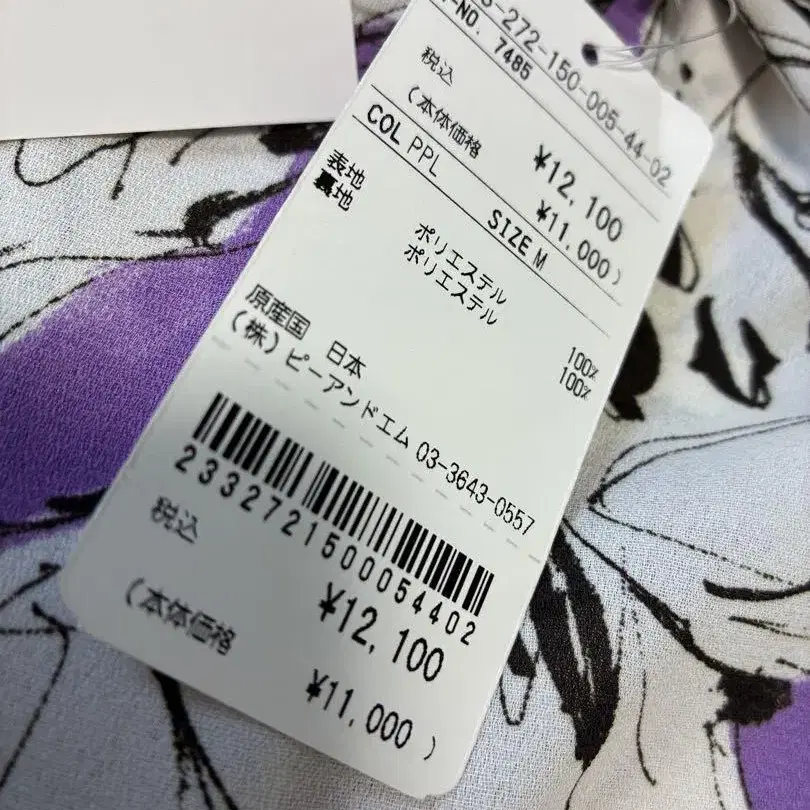 3-272-150-005-44-02
-NO. 7485
税込 ¥12,100
(本体価格 ¥11,000)
COL PPL SIZE M
表地 ポリエステル 100%
裏地 ポリエステル 100%
原産国 日本
(株)ピーアンドエム 03-3643-0557
2332721500054402
税込 ¥12,100
(本体価格 ¥11,000)